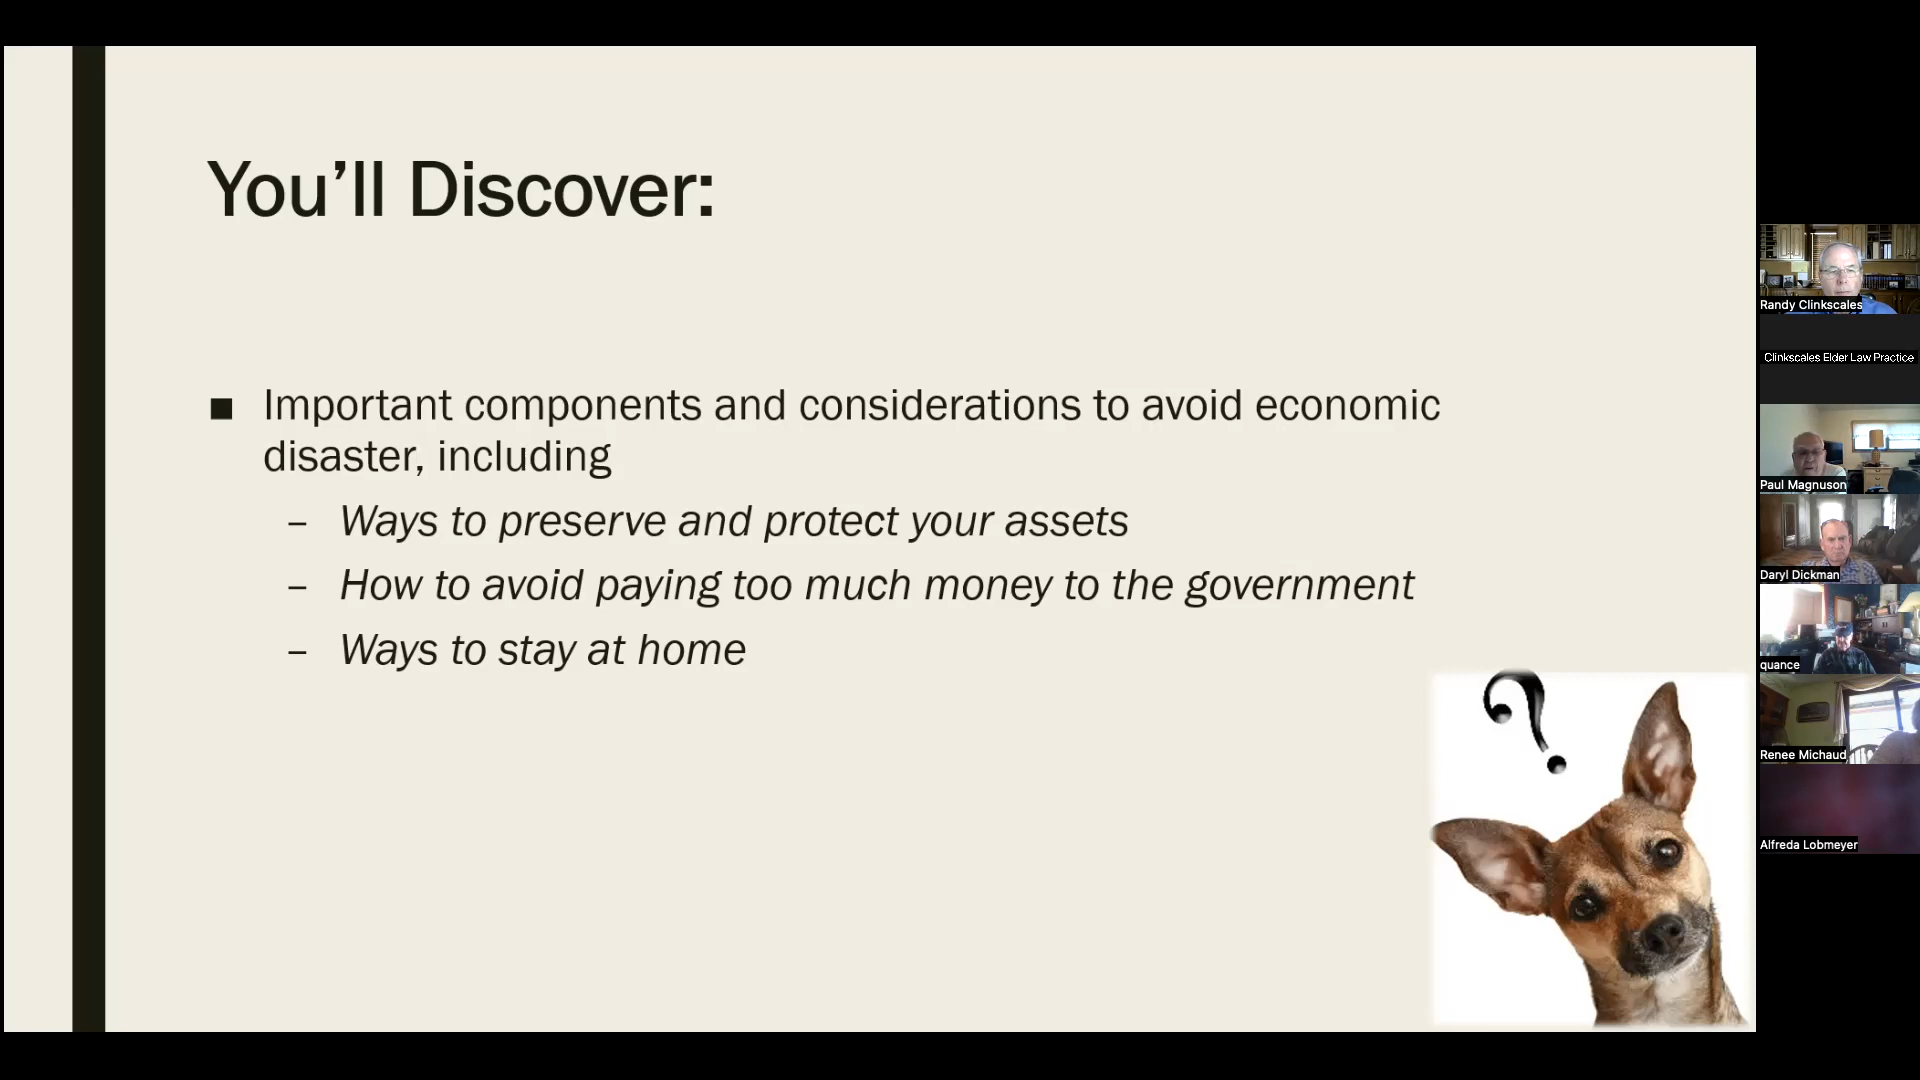 You’ll Discover:
■ Important components and considerations to avoid economic
disaster, including
– Ways to preserve and protect your assets
– How to avoid paying too much money to the government
– Ways to stay at home
?
Randy Clinkscales
Clinkscales Elder Law Practice
Paul Magnuson
Daryl Dickman
quance
Renee Michaud
Alfreda Lobmeyer